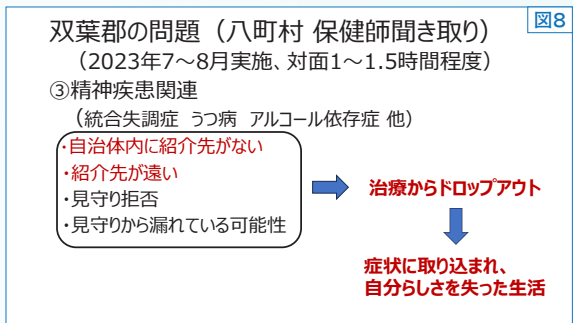 図8
双葉郡の問題（八町村 保健師聞き取り）
（2023年7～8月実施、対面1～1.5時間程度）
③精神疾患関連
（統合失調症 うつ病 アルコール依存症 他）
・自治体内に紹介先がない
・紹介先が遠い
・見守り拒否
・見守りから漏れている可能性
治療からドロップアウト
症状に取り込まれ、
自分らしさを失った生活